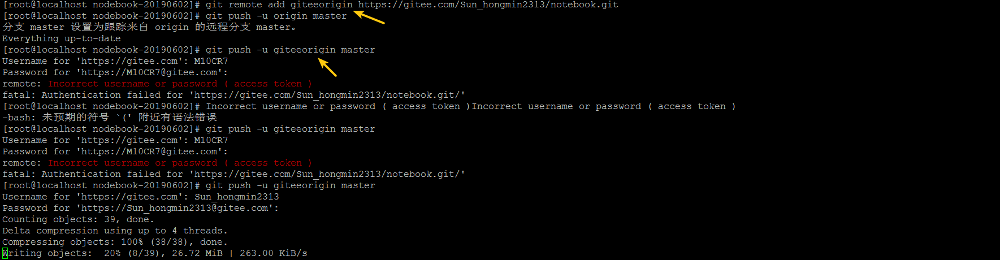 [root@localhost nodebook-20190602]# git remote add giteeorigin https://gitee.com/Sun_hongmin2313/notebook.git
[root@localhost nodebook-20190602]# git push -u origin master
分支 master 设置为跟踪来自 origin 的远程分支 master。
Everything up-to-date
[root@localhost nodebook-20190602]# git push -u giteeorigin master
Username for 'https://gitee.com': M10CR7
Password for 'https://M10CR7@gitee.com':
remote: Incorrect username or password ( access token )
fatal: Authentication failed for 'https://gitee.com/Sun_hongmin2313/notebook.git/'
[root@localhost nodebook-20190602]# Incorrect username or password ( access token )Incorrect username or password ( access token )
-bash: 未预期的符号 `(' 附近有语法错误
[root@localhost nodebook-20190602]# git push -u giteeorigin master
Username for 'https://gitee.com': M10CR7
Password for 'https://M10CR7@gitee.com':
remote: Incorrect username or password ( access token )
fatal: Authentication failed for 'https://gitee.com/Sun_hongmin2313/notebook.git/'
[root@localhost nodebook-20190602]# git push -u giteeorigin master
Username for 'https://gitee.com': Sun_hongmin2313
Password for 'https://Sun_hongmin2313@gitee.com':
Counting objects: 39, done.
Delta compression using up to 4 threads.
Compressing objects: 100% (38/38), done.
Writing objects:  20% (8/39), 26.72 MiB | 263.00 KiB/s